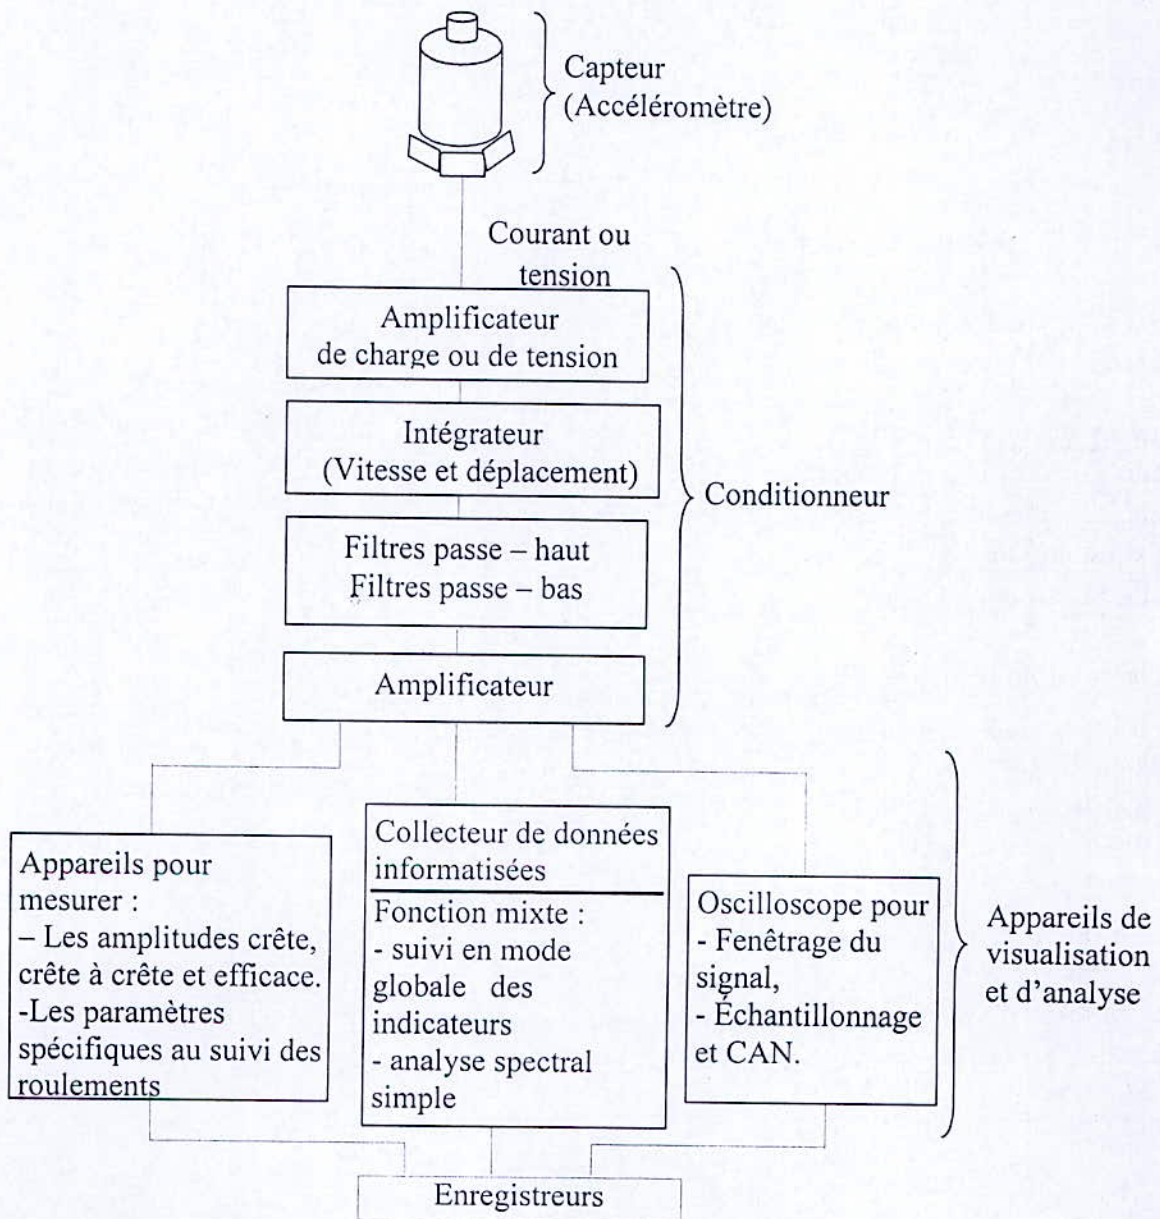 Capteur
(Accéléromètre)
Courant ou
tension
Amplificateur
de charge ou de tension
Intégrateur
(Vitesse et déplacement)
Filtres passe – haut
Filtres passe – bas
Amplificateur
Conditionneur
Appareils pour
mesurer :
– Les amplitudes crête,
crête à crête et efficace.
-Les paramètres
spécifiques au suivi des
roulements
Collecteur de données
informatisées
Fonction mixte :
- suivi en mode
globale des
indicateurs
- analyse spectral
simple
Oscilloscope pour
- Fenêtrage du
signal,
- Échantillonnage
et CAN.
Appareils de
visualisation
et d'analyse
Enregistreurs